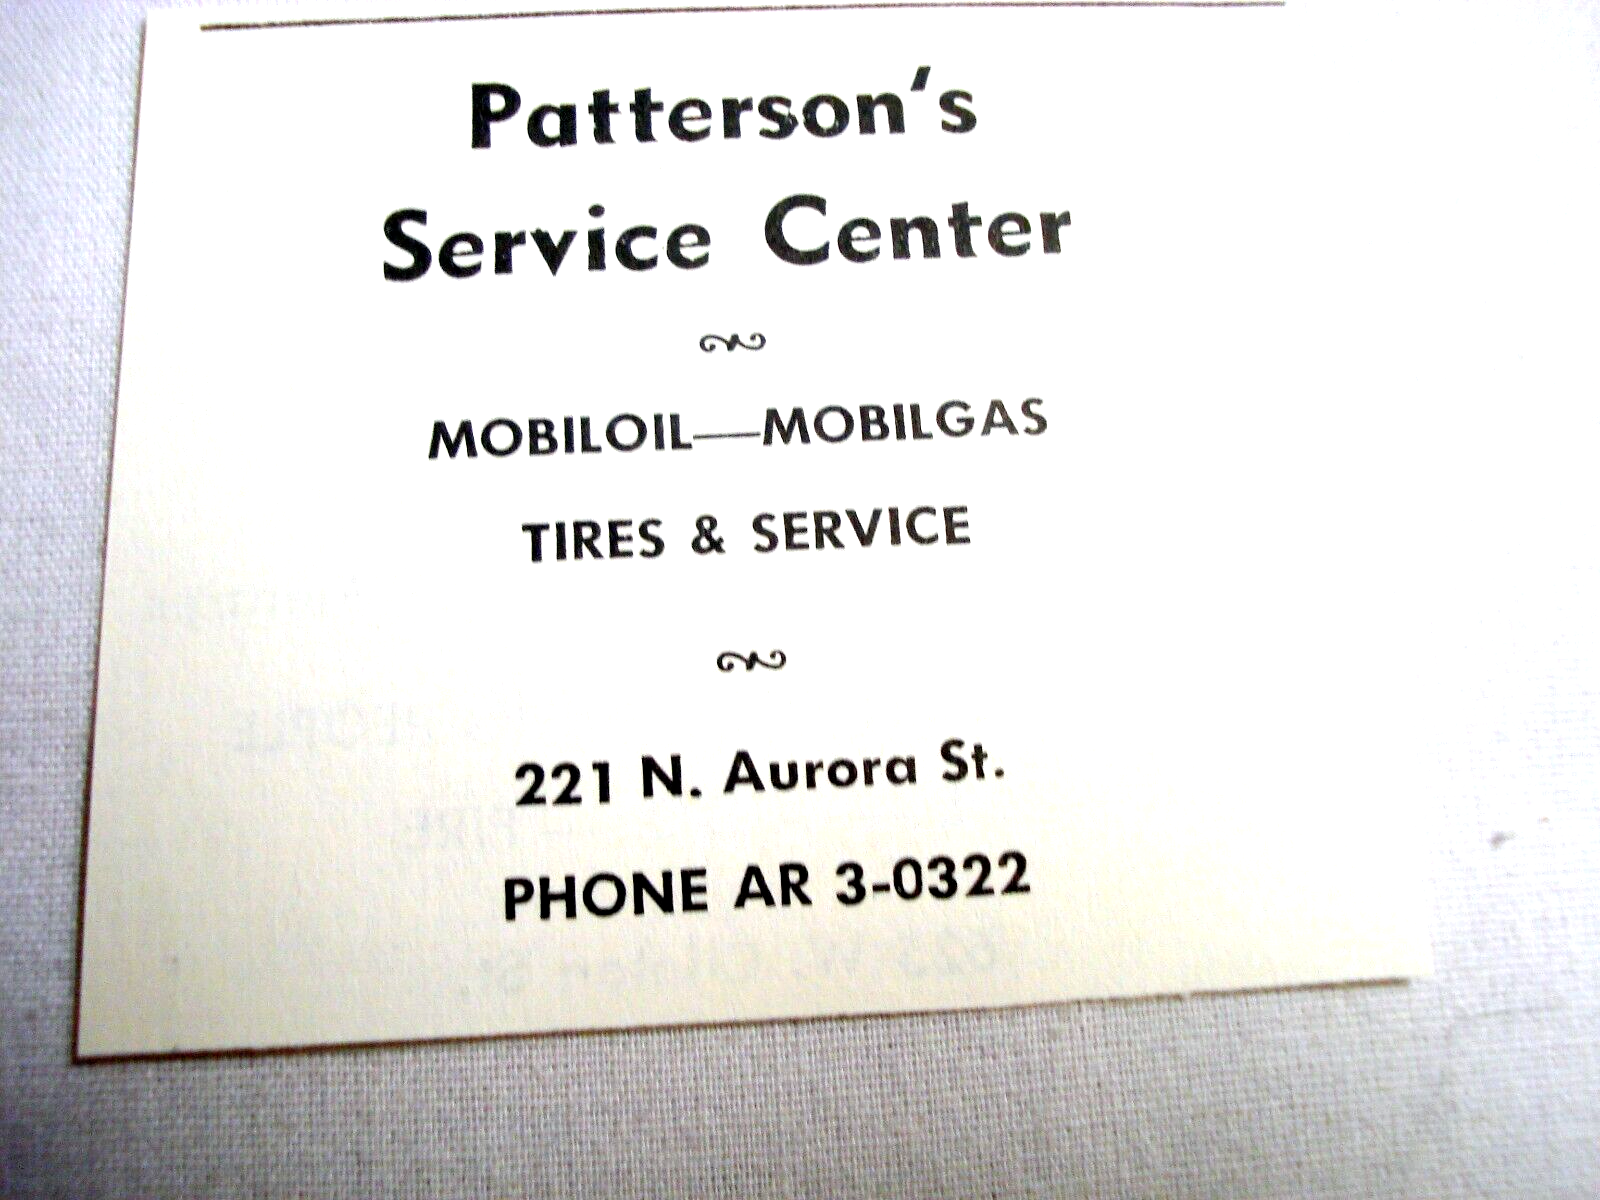 Patterson's
Service Center
MOBILOIL—MOBILGAS
TIRES & SERVICE
221 N. Aurora St.
PHONE AR 3-0322